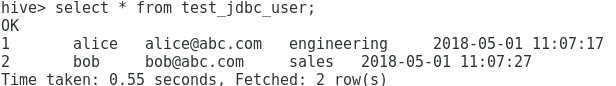 hive> select * from test_jdbc_user;
OK
1 alice alice@abc.com engineering 2018-05-01 11:07:17
2 bob bob@abc.com sales 2018-05-01 11:07:27
Time taken: 0.55 seconds, Fetched: 2 row(s)